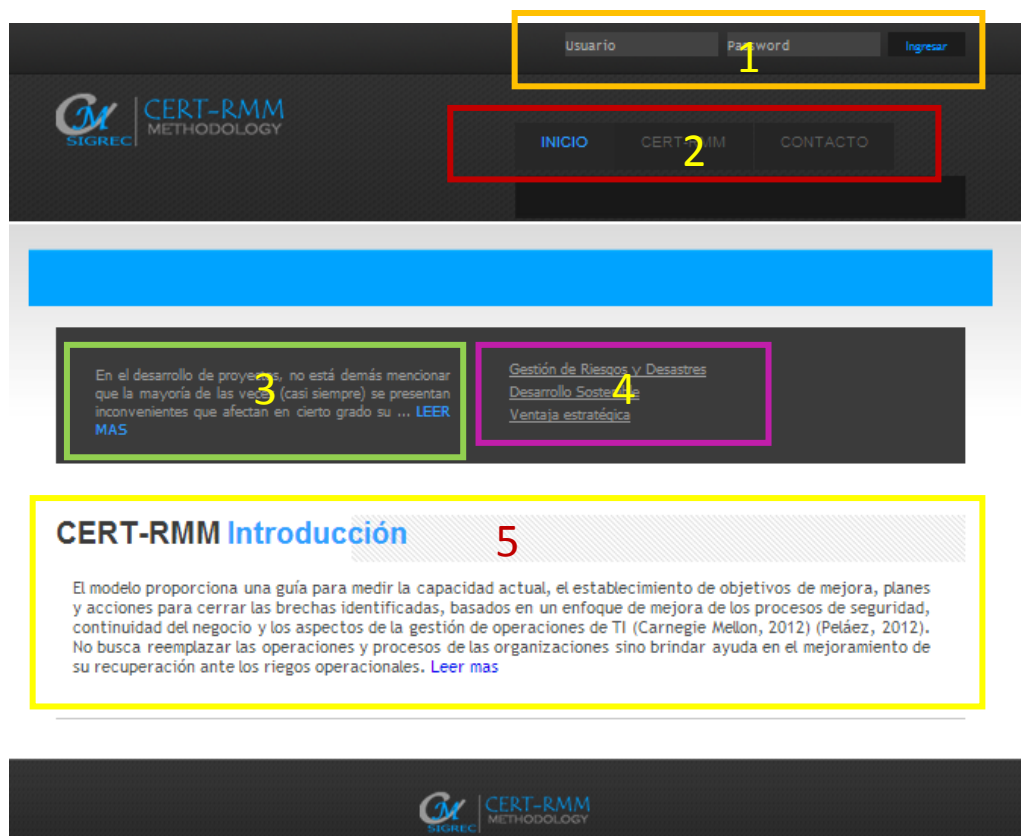 Usuario Password Ingresar
1
CM CERT-RMM
SIGREC METHODOLOGY
INICIO CERT-RMM CONTACTO
2
En el desarrollo de proyectos, no está demás mencionar
que la mayoría de las veces (casi siempre) se presentan
inconvenientes que afectan en cierto grado su ... LEER
MAS
3
Gestión de Riesgos y Desastres
Desarrollo Sostenible
Ventaja estratégica
4
CERT-RMM Introducción
5
El modelo proporciona una guía para medir la capacidad actual, el establecimiento de objetivos de mejora, planes
y acciones para cerrar las brechas identificadas, basados en un enfoque de mejora de los procesos de seguridad,
continuidad del negocio y los aspectos de la gestión de operaciones de TI (Carnegie Mellon, 2012) (Peláez, 2012).
No busca reemplazar las operaciones y procesos de las organizaciones sino brindar ayuda en el mejoramiento de
su recuperación ante los riegos operacionales. Leer mas
CM CERT-RMM
SIGREC METHODOLOGY